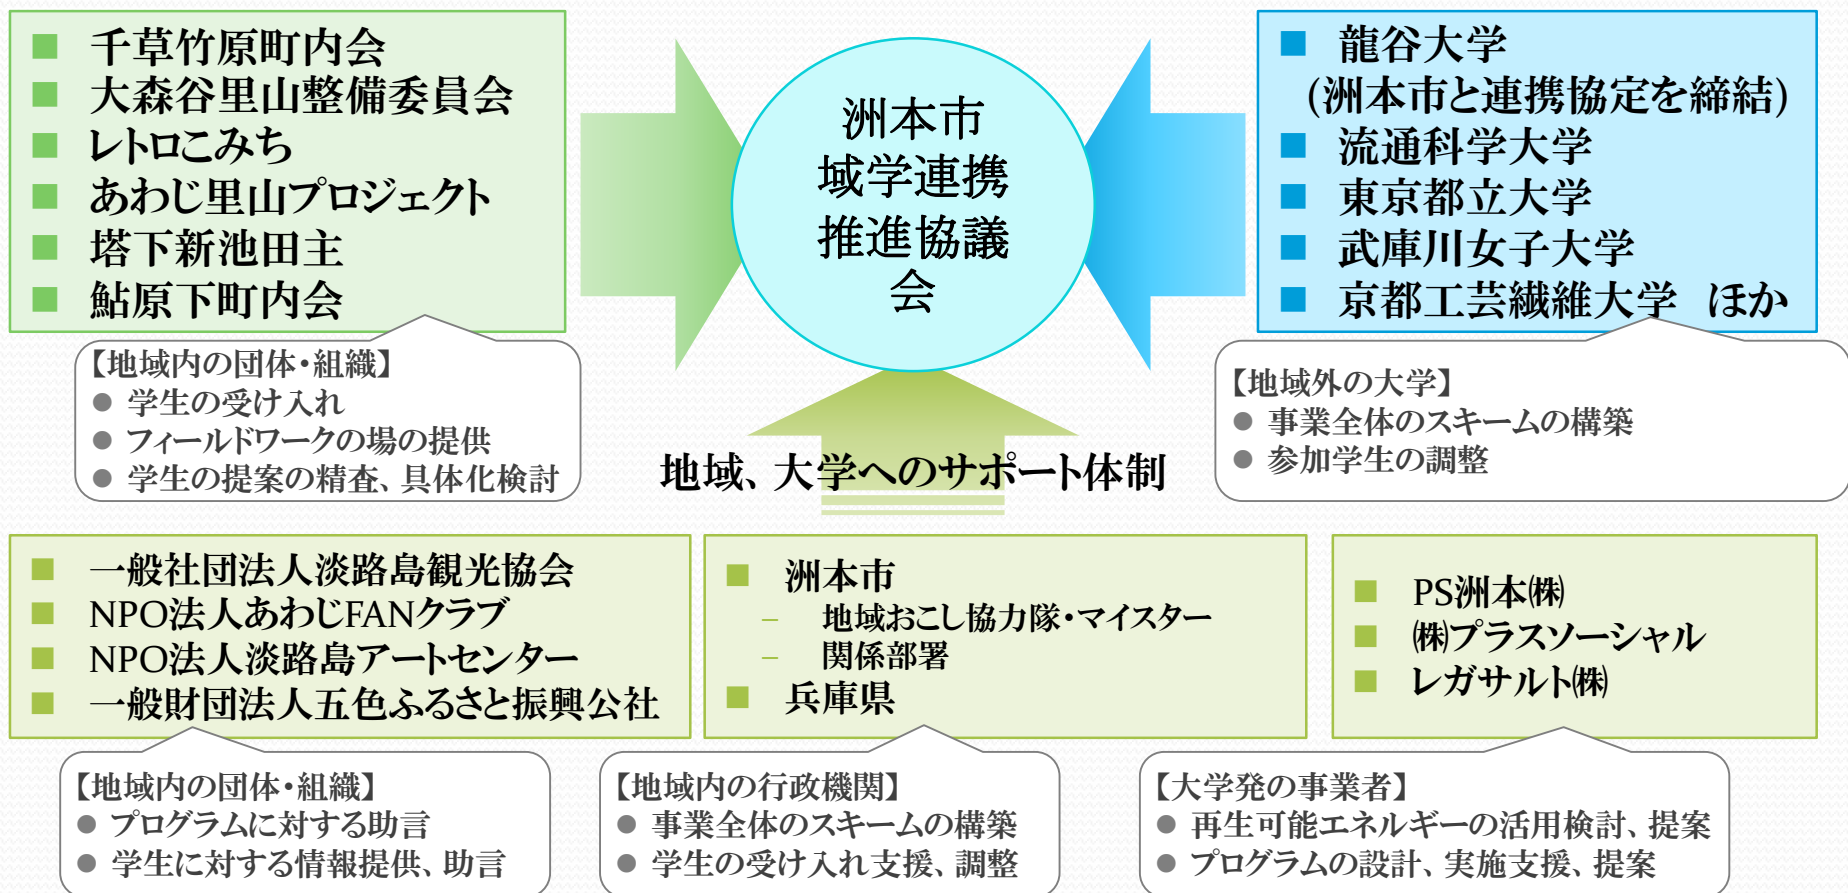 ■ 千草竹原町内会
■ 大森谷里山整備委員会
■ レトロこみち
■ あわじ里山プロジェクト
■ 塔下新池田主
■ 鮎原下町内会
【地域内の団体・組織】
● 学生の受け入れ
● フィールドワークの場の提供
● 学生の提案の精査、具体化検討
洲本市
域学連携
推進協議
会
■ 龍谷大学
(洲本市と連携協定を締結)
■ 流通科学大学
■ 東京都立大学
■ 武庫川女子大学
■ 京都工芸繊維大学 ほか
【地域外の大学】
● 事業全体のスキームの構築
● 参加学生の調整
地域、大学へのサポート体制
■ 一般社団法人淡路島観光協会
■ NPO法人あわじFANクラブ
■ NPO法人淡路島アートセンター
■ 一般財団法人五色ふるさと振興公社
【地域内の団体・組織】
● プログラムに対する助言
● 学生に対する情報提供、助言
■ 洲本市
– 地域おこし協力隊・マイスター
– 関係部署
■ 兵庫県
【地域内の行政機関】
● 事業全体のスキームの構築
● 学生の受け入れ支援、調整
■ PS洲本㈱
■ ㈱プラスソーシャル
■ レガサルト㈱
【大学発の事業者】
● 再生可能エネルギーの活用検討、提案
● プログラムの設計、実施支援、提案